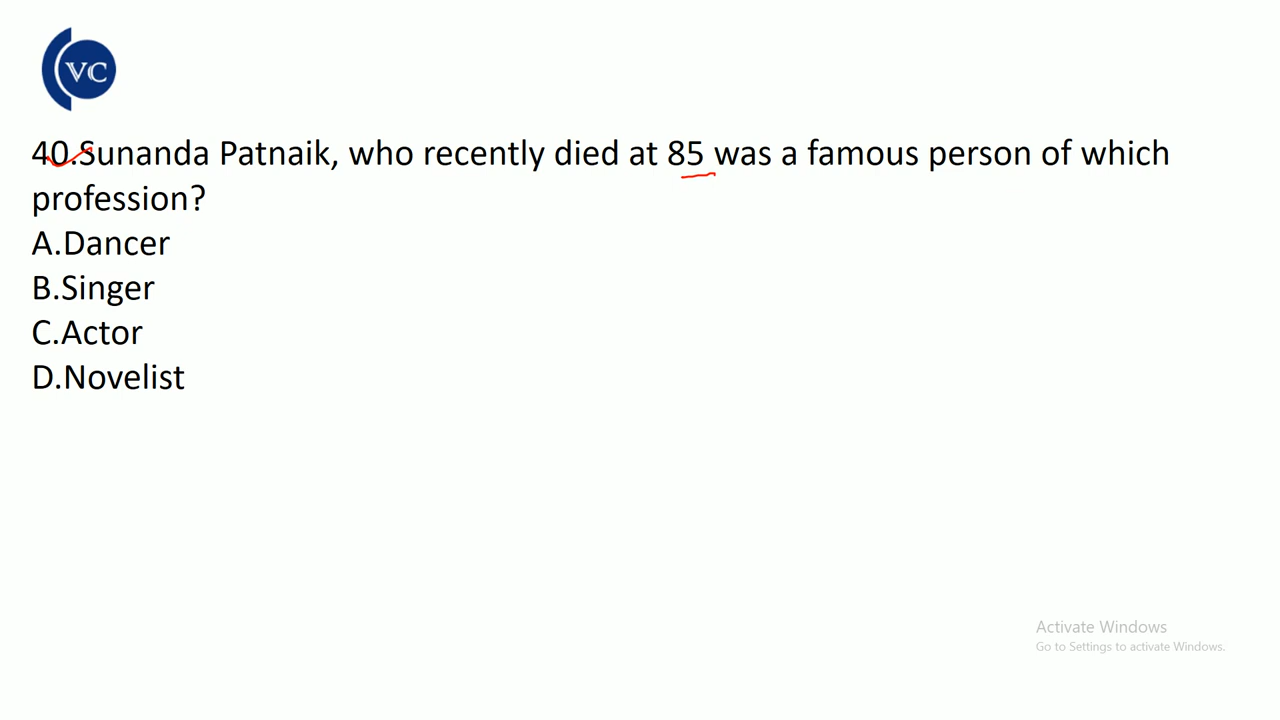 VC
40.Sunanda Patnaik, who recently died at 85 was a famous person of which
profession?
A.Dancer
B.Singer
C.Actor
D.Novelist
Activate Windows
Go to Settings to activate Windows.